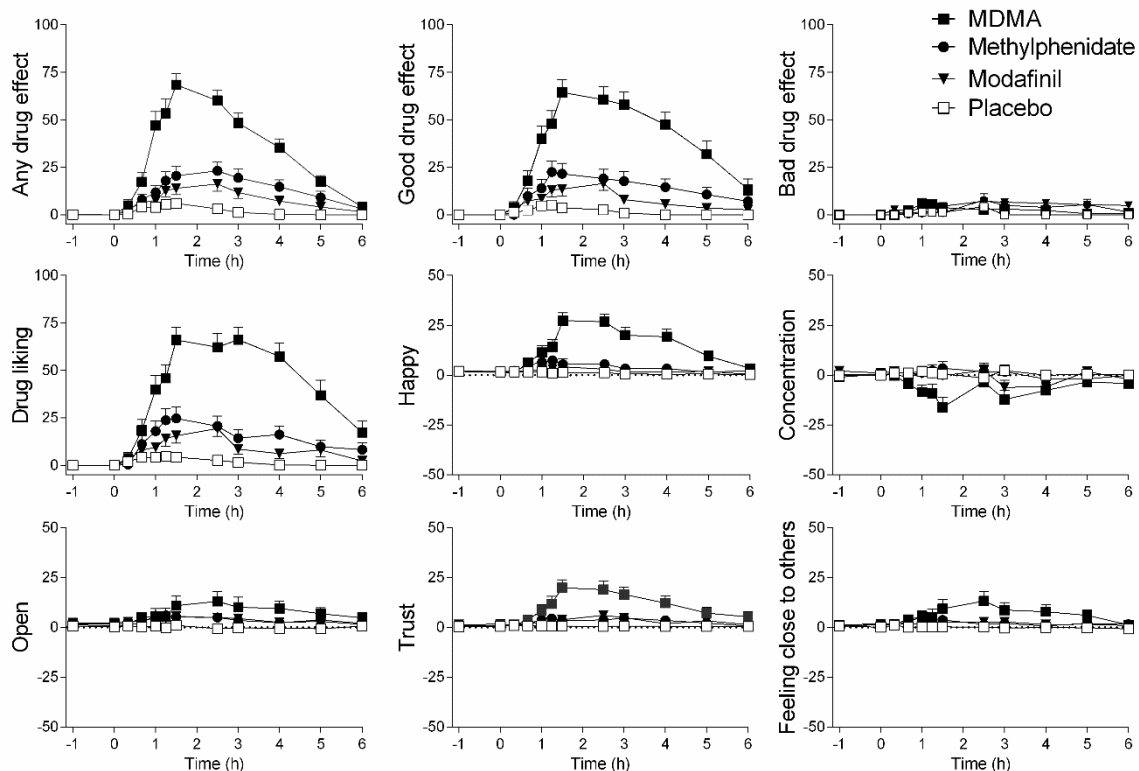 MDMA
Methylphenidate
Modafinil
Placebo
100
75
50
25
0
Any drug effect
-1 0 1 2 3 4 5 6
Time (h)
100
75
50
25
0
Good drug effect
-1 0 1 2 3 4 5 6
Time (h)
100
75
50
25
0
Bad drug effect
-1 0 1 2 3 4 5 6
Time (h)
100
75
50
25
0
Drug liking
-1 0 1 2 3 4 5 6
Time (h)
50
25
0
-25
-50
Happy
-1 0 1 2 3 4 5 6
Time (h)
50
25
0
-25
-50
Concentration
-1 0 1 2 3 4 5 6
Time (h)
50
25
0
-25
-50
Open
-1 0 1 2 3 4 5 6
Time (h)
50
25
0
-25
-50
Trust
-1 0 1 2 3 4 5 6
Time (h)
50
25
0
-25
-50
Feeling close to others
-1 0 1 2 3 4 5 6
Time (h)